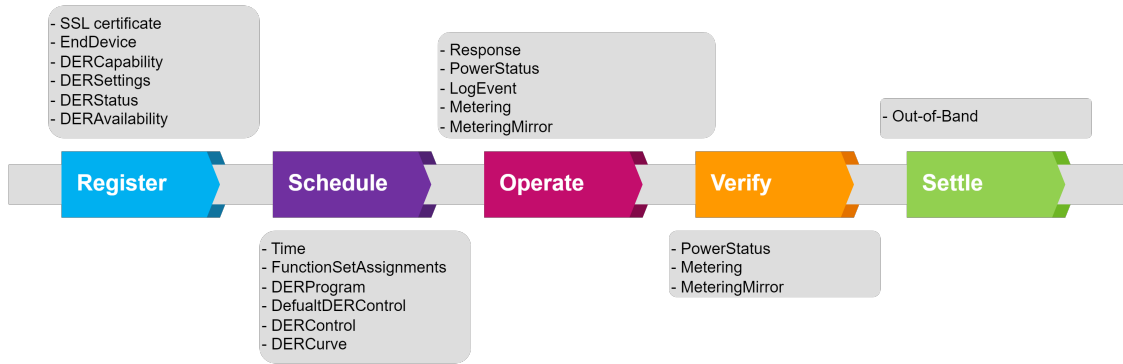 - SSL certificate
- EndDevice
- DERCapability
- DERSettings
- DERStatus
- DERAvailability
- Response
- PowerStatus
- LogEvent
- Metering
- MeteringMirror
- Out-of-Band
Register
Schedule
Operate
Verify
Settle
- Time
- FunctionSetAssignments
- DERProgram
- DefualtDERControl
- DERControl
- DERCurve
- PowerStatus
- Metering
- MeteringMirror